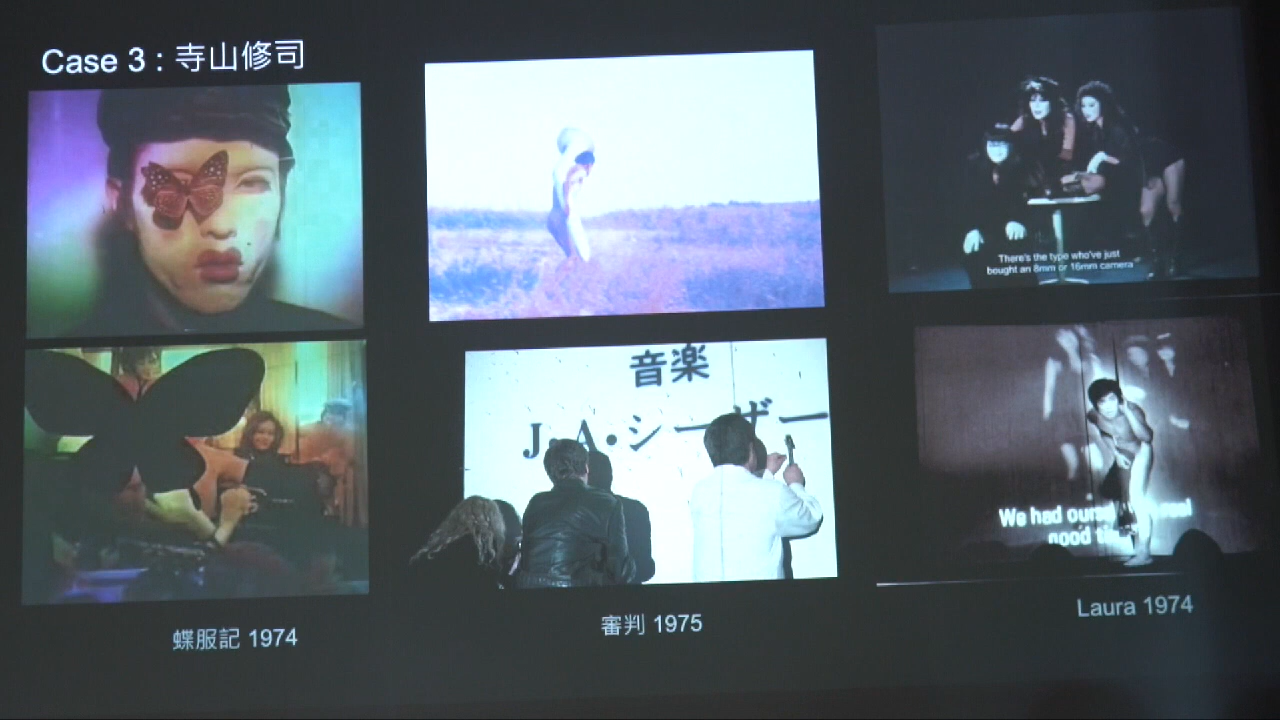 Case 3 : 寺山修司
There's the type who've just
bought an 8mm or 16mm camera
音楽
J・A・シーザー
We had real
good
蝶服記 1974
審判 1975
Laura 1974